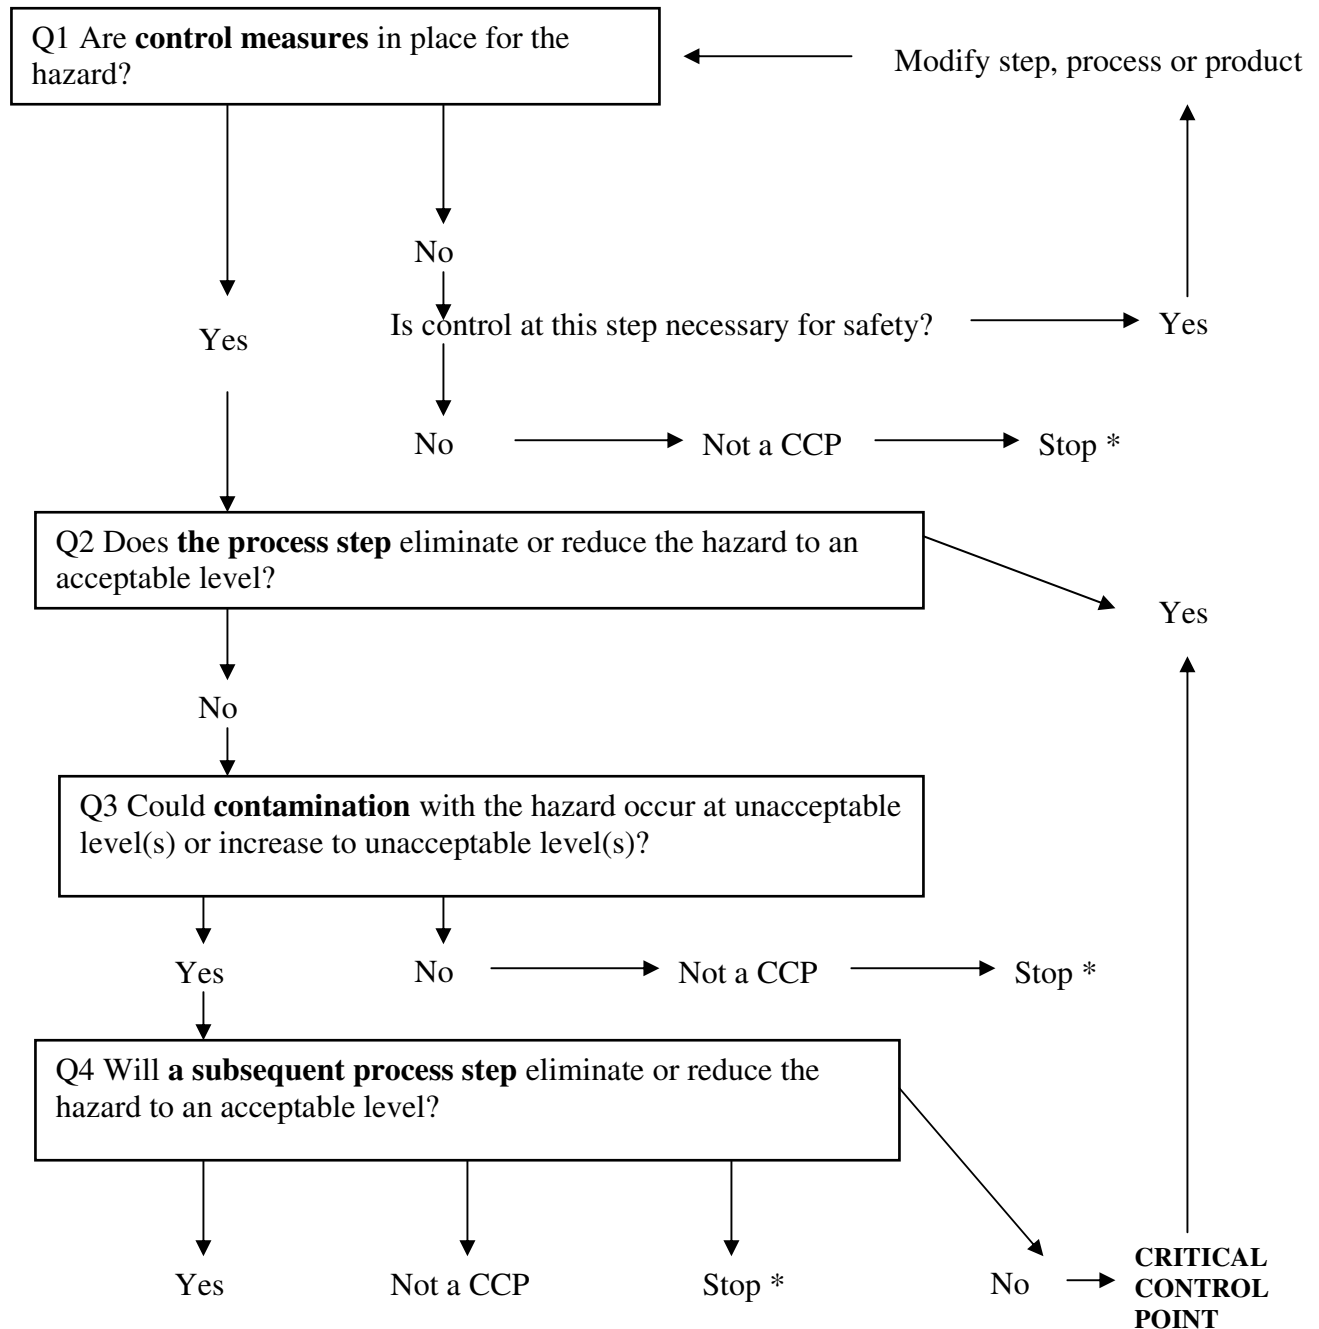 Q1 Are control measures in place for the
hazard?
Modify step, process or product
No
Is control at this step necessary for safety?
Yes
Yes
No
Not a CCP
Stop *
Q2 Does the process step eliminate or reduce the hazard to an
acceptable level?
Yes
No
Q3 Could contamination with the hazard occur at unacceptable
level(s) or increase to unacceptable level(s)?
Yes
No
Not a CCP
Stop *
Q4 Will a subsequent process step eliminate or reduce the
hazard to an acceptable level?
Yes
Not a CCP
Stop *
No
CRITICAL
CONTROL
POINT